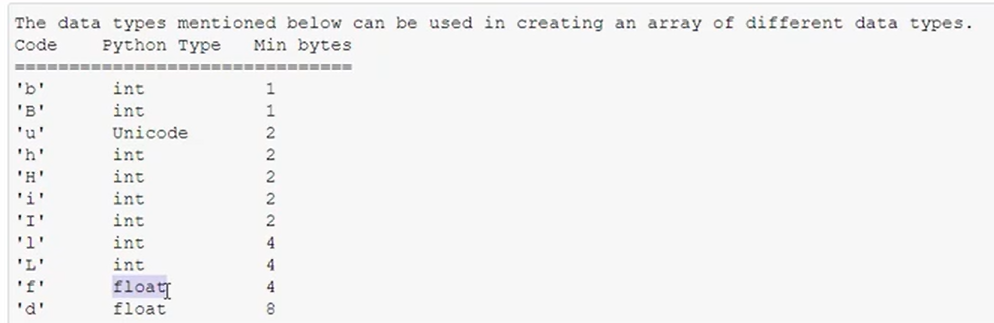 The data types mentioned below can be used in creating an array of different data types.
Code Python Type Min bytes
================================
'b' int 1
'B' int 1
'u' Unicode 2
'h' int 2
'H' int 2
'i' int 2
'I' int 2
'l' int 4
'L' int 4
'f' float 4
'd' float 8